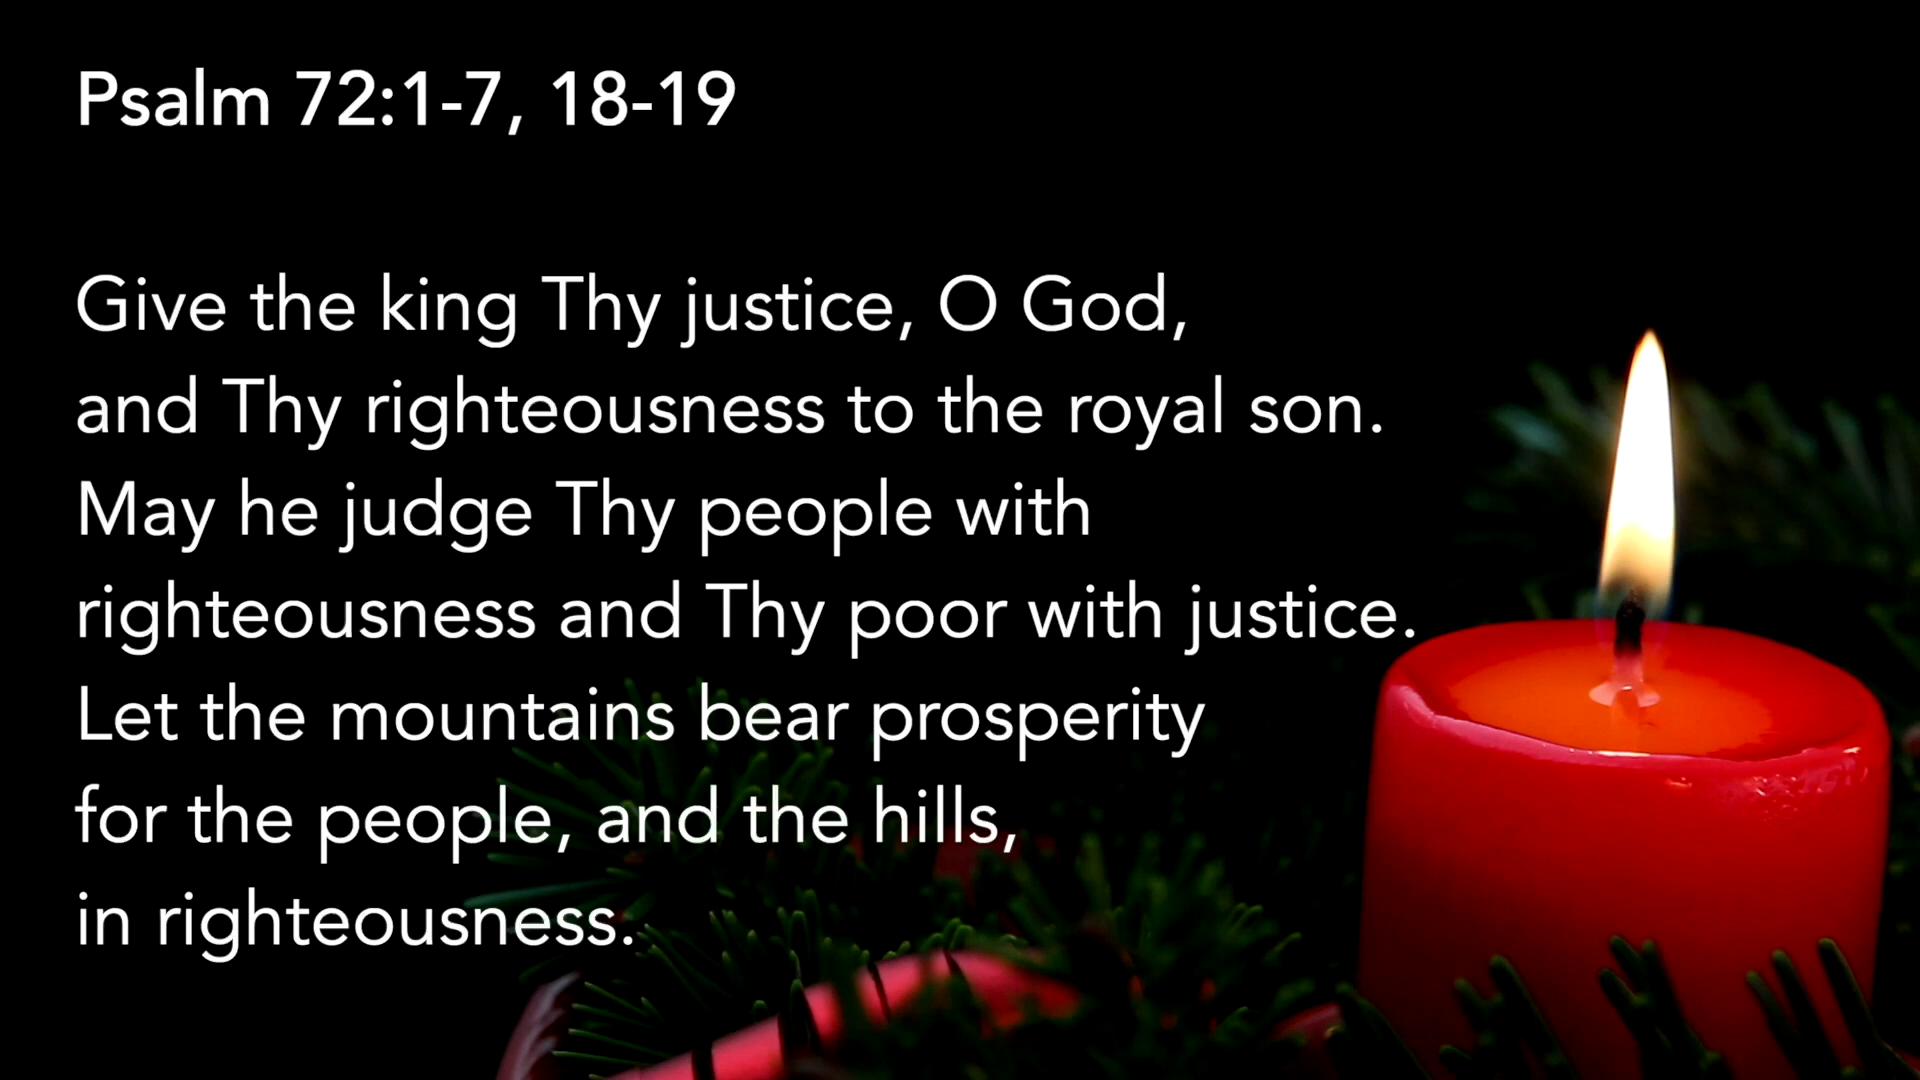 Psalm 72:1-7, 18-19
Give the king Thy justice, O God,
and Thy righteousness to the royal son.
May he judge Thy people with
righteousness and Thy poor with justice.
Let the mountains bear prosperity
for the people, and the hills,
in righteousness.